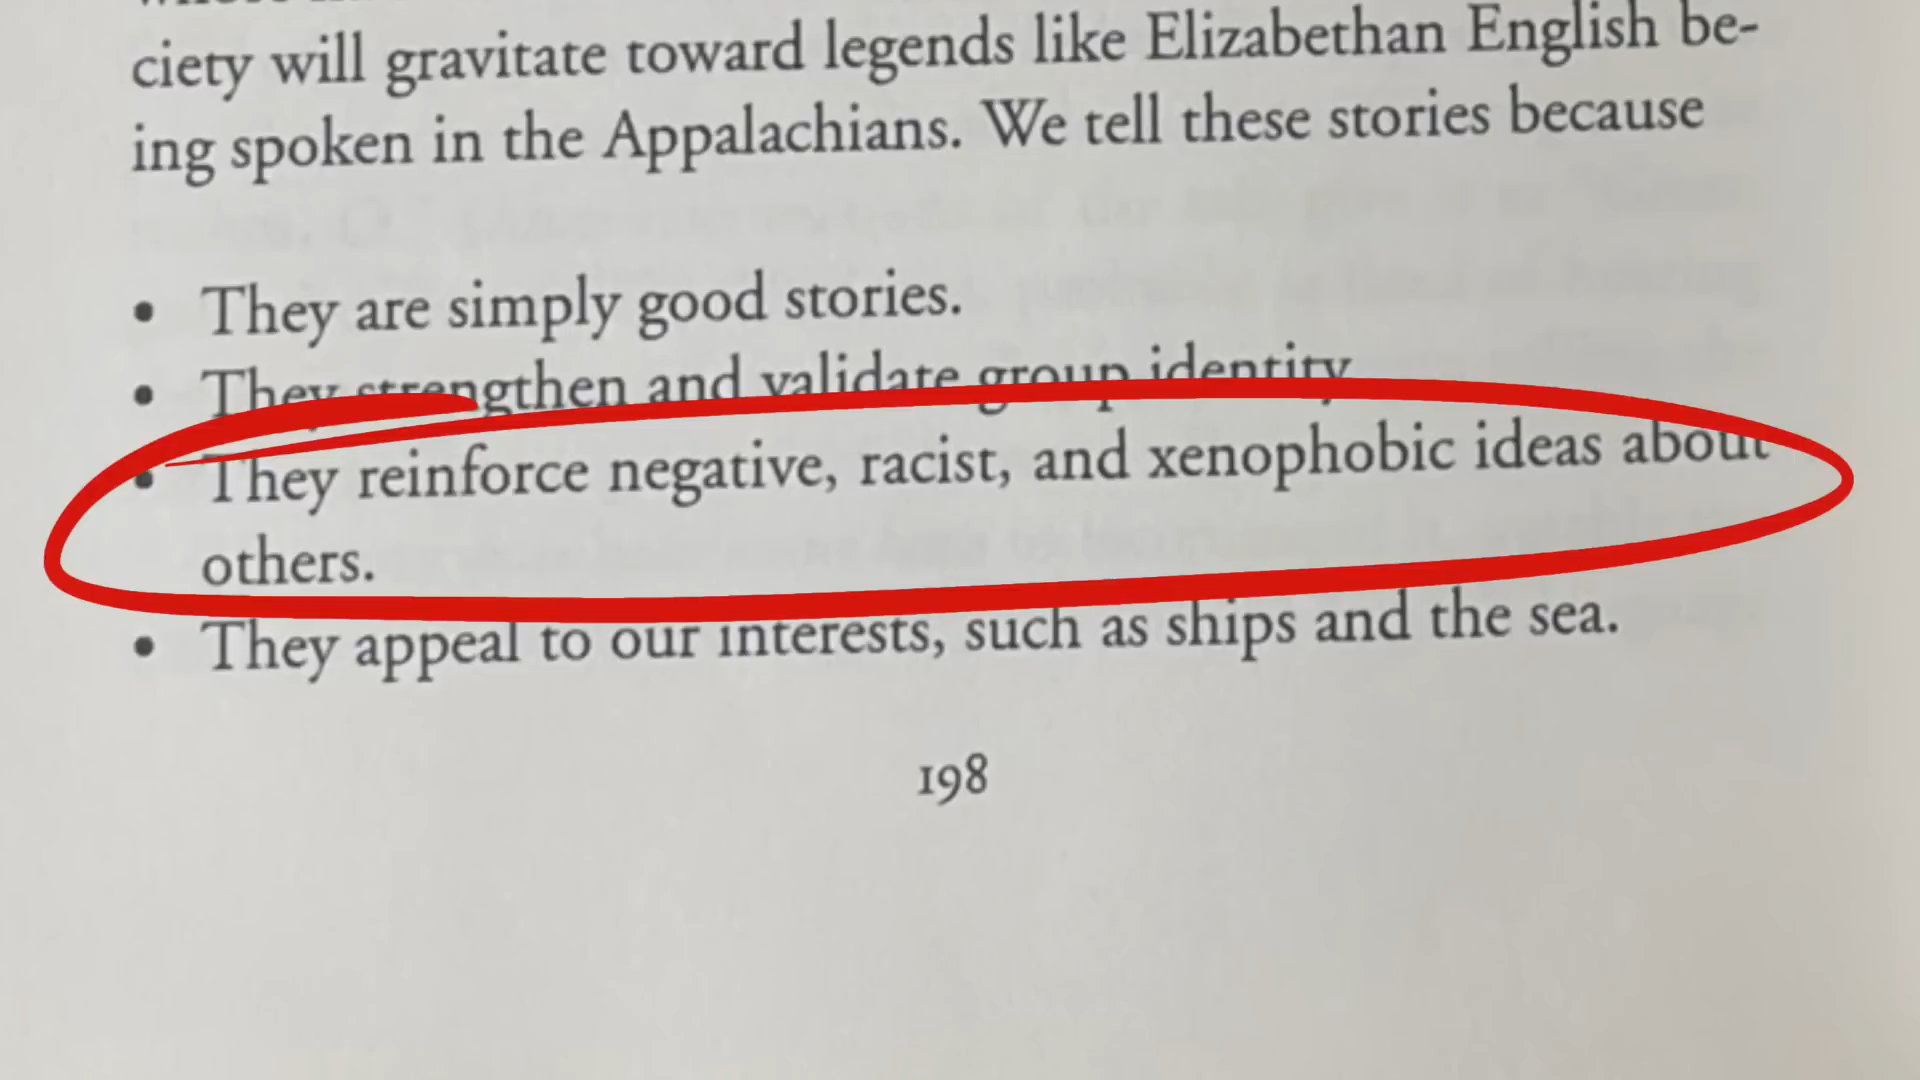 ciety will gravitate toward legends like Elizabethan English be-
ing spoken in the Appalachians. We tell these stories because
• They are simply good stories.
• They strengthen and validate group identity.
• They reinforce negative, racist, and xenophobic ideas about
others.
• They appeal to our interests, such as ships and the sea.
198